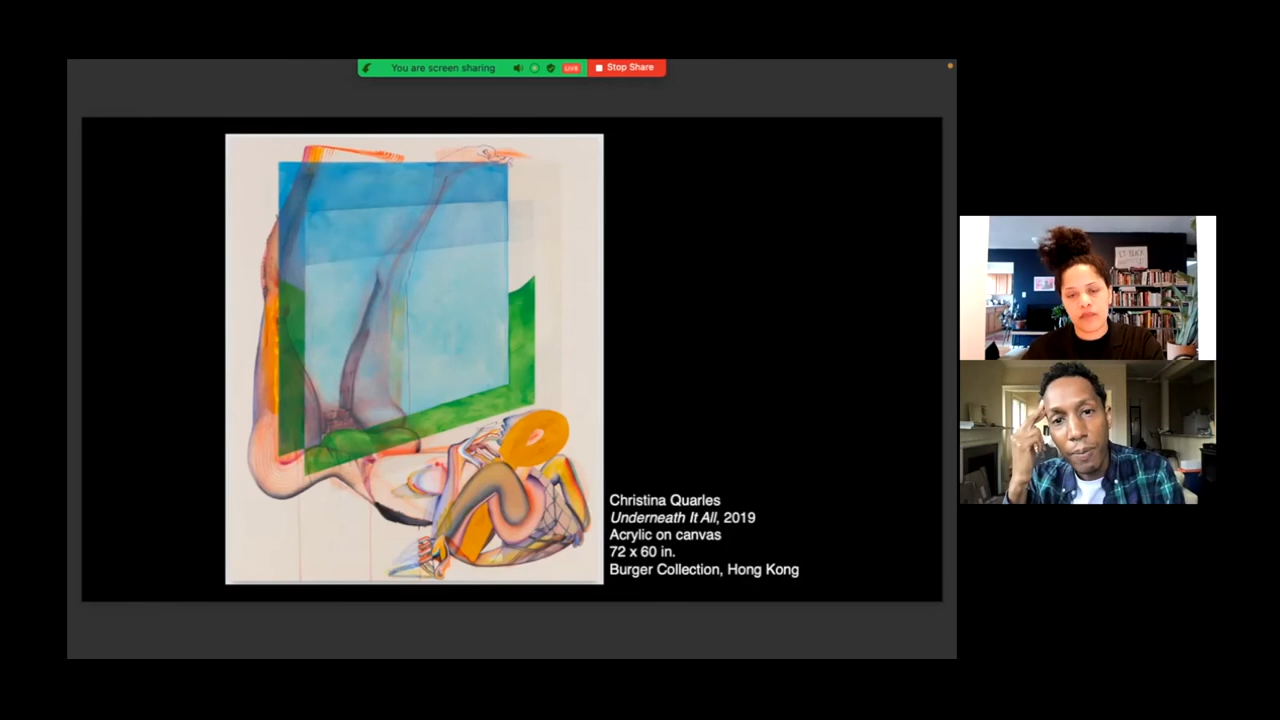 You are screen sharing
LIVE
Stop Share
Christina Quarles
Underneath It All, 2019
Acrylic on canvas
72 x 60 in.
Burger Collection, Hong Kong